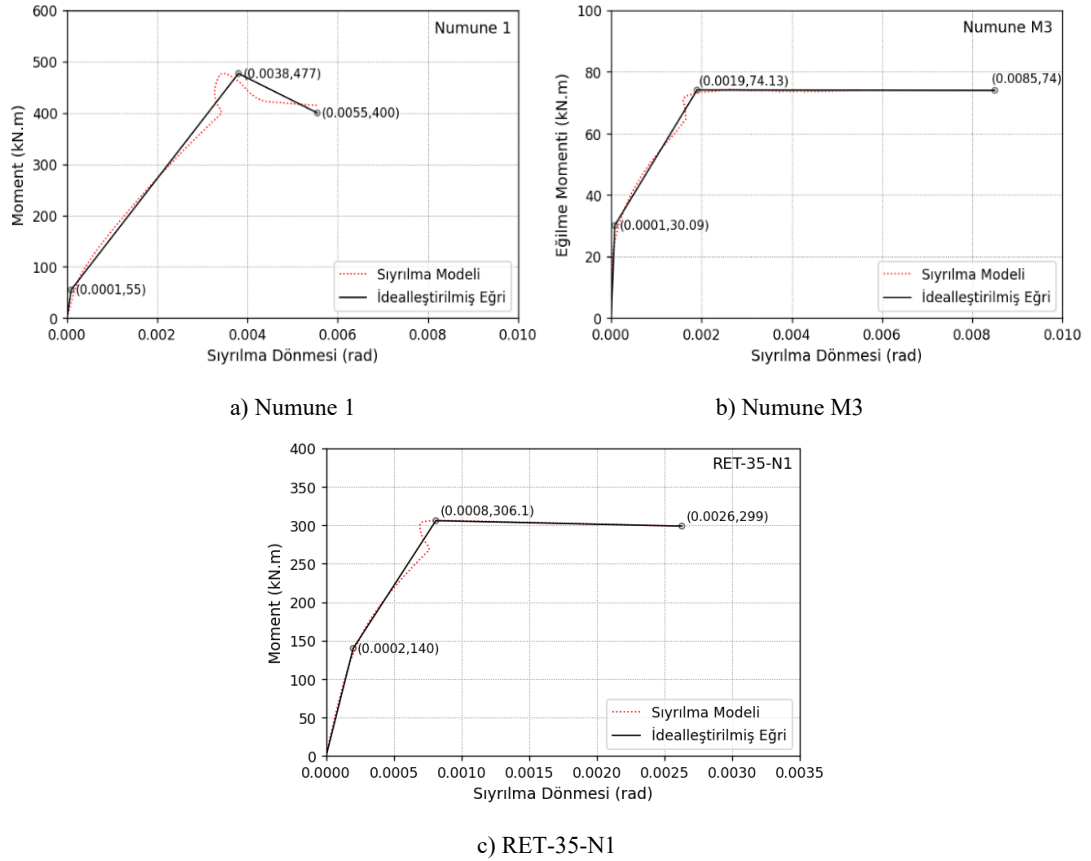 Numune 1
Moment (kN.m)
600
500
400
300
200
100
0
(0.0038,477)
(0.0055,400)
(0.0001,55)
Sıyrılma Modeli
İdealleştirilmiş Eğri
0.000 0.002 0.004 0.006 0.008 0.010
Sıyrılma Dönmesi (rad)
a) Numune 1
Numune M3
Eğilme Momenti (kN.m)
100
80
60
40
20
0
(0.0019,74.13)
(0.0085,74)
(0.0001,30.09)
Sıyrılma Modeli
İdealleştirilmiş Eğri
0.000 0.002 0.004 0.006 0.008 0.010
Sıyrılma Dönmesi (rad)
b) Numune M3
RET-35-N1
Moment (kN.m)
400
350
300
250
200
150
100
50
0
(0.0008,306.1)
(0.0026,299)
(0.0002,140)
Sıyrılma Modeli
İdealleştirilmiş Eğri
0.0000 0.0005 0.0010 0.0015 0.0020 0.0025 0.0030 0.0035
Sıyrılma Dönmesi (rad)
c) RET-35-N1